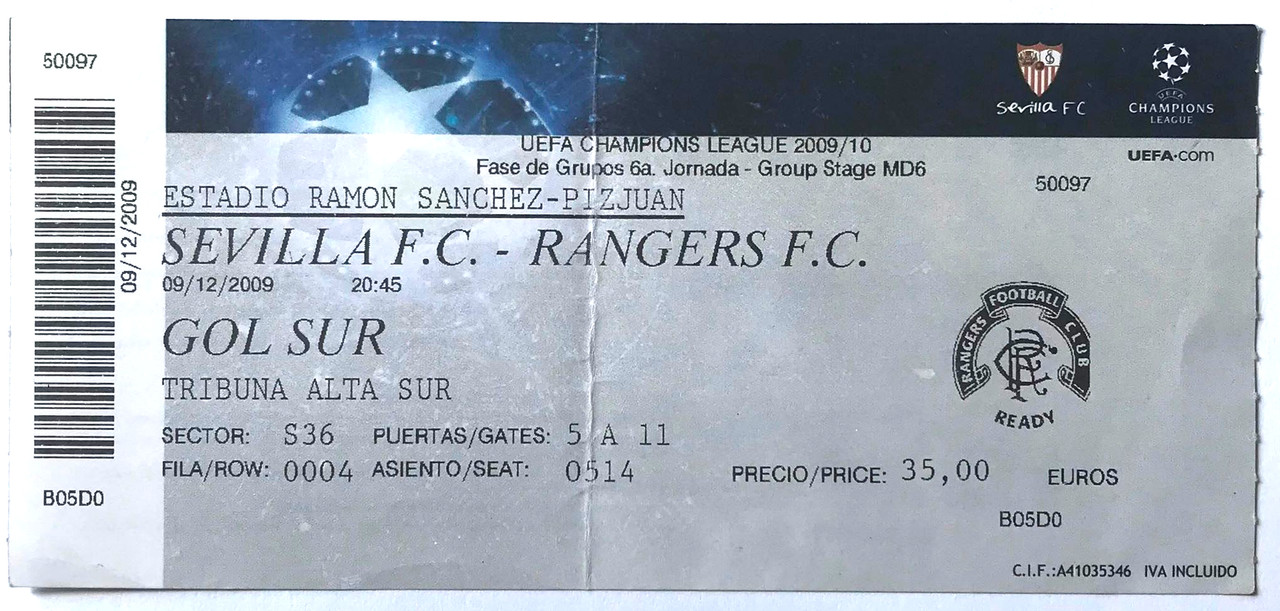 50097
09/12/2009
B05D0
Sevilla FC
UEFA
CHAMPIONS
LEAGUE
UEFA CHAMPIONS LEAGUE 2009/10
UEFA.com
Fase de Grupos 6a. Jornada - Group Stage MD6
50097
ESTADIO RAMON SANCHEZ-PIZJUAN
SEVILLA F.C. - RANGERS F.C.
09/12/2009 20:45
GOL SUR
RANGERS FOOTBALL CLUB
READY
TRIBUNA ALTA SUR
SECTOR: S36 PUERTAS/GATES: 5 A 11
FILA/ROW: 0004 ASIENTO/SEAT: 0514 PRECIO/PRICE: 35,00 EUROS
B05D0
C.I.F.:A41035346 IVA INCLUIDO